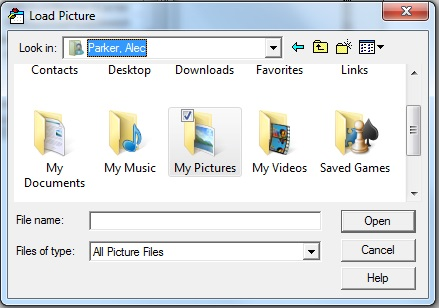 Load Picture
Look in: Parker, Alec
Contacts Desktop Downloads Favorites Links
My Documents My Music My Pictures My Videos Saved Games
File name: Open
Files of type: All Picture Files Cancel
Help